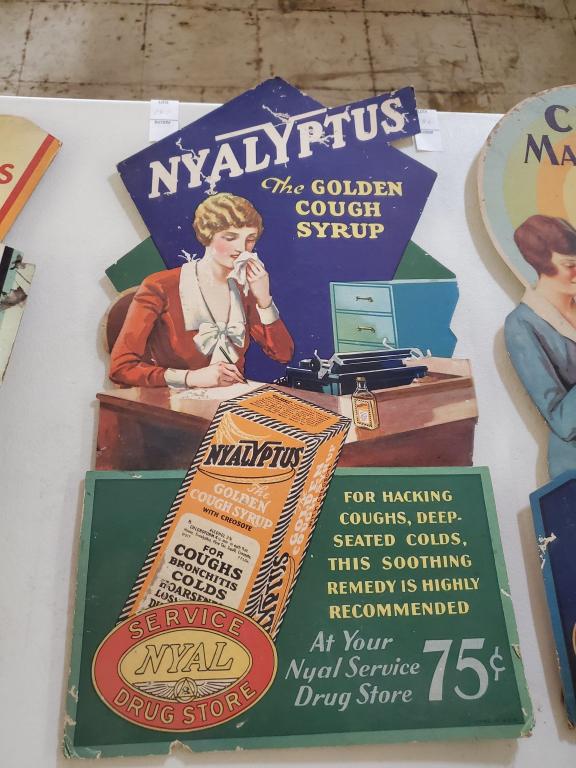 NYALYPTUS
The GOLDEN
COUGH
SYRUP
NYALYPTUS
The
GOLDEN
COUGH SYRUP
WITH CREOSOTE
FOR
COUGHS
BRONCHITIS
COLDS
FOR HACKING
COUGHS, DEEP-
SEATED COLDS,
THIS SOOTHING
REMEDY IS HIGHLY
RECOMMENDED
At Your
Nyal Service
Drug Store
75¢
SERVICE
NYAL
DRUG STORE
S
C
MA